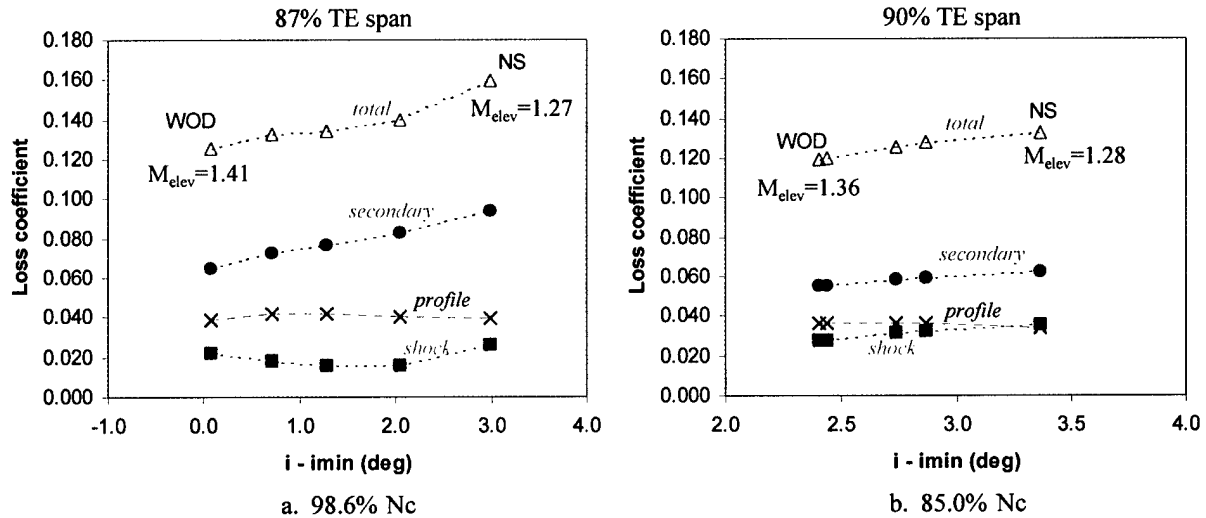 87% TE span
0.180
0.160
0.140
0.120
0.100
0.080
0.060
0.040
0.020
0.000
Loss coefficient
WOD
M_elev=1.41
total
NS
M_elev=1.27
secondary
profile
shock
-1.0 0.0 1.0 2.0 3.0 4.0
i - imin (deg)
a. 98.6% Nc
90% TE span
0.180
0.160
0.140
0.120
0.100
0.080
0.060
0.040
0.020
0.000
Loss coefficient
WOD
M_elev=1.36
total
NS
M_elev=1.28
secondary
profile
shock
2.0 2.5 3.0 3.5 4.0
i - imin (deg)
b. 85.0% Nc